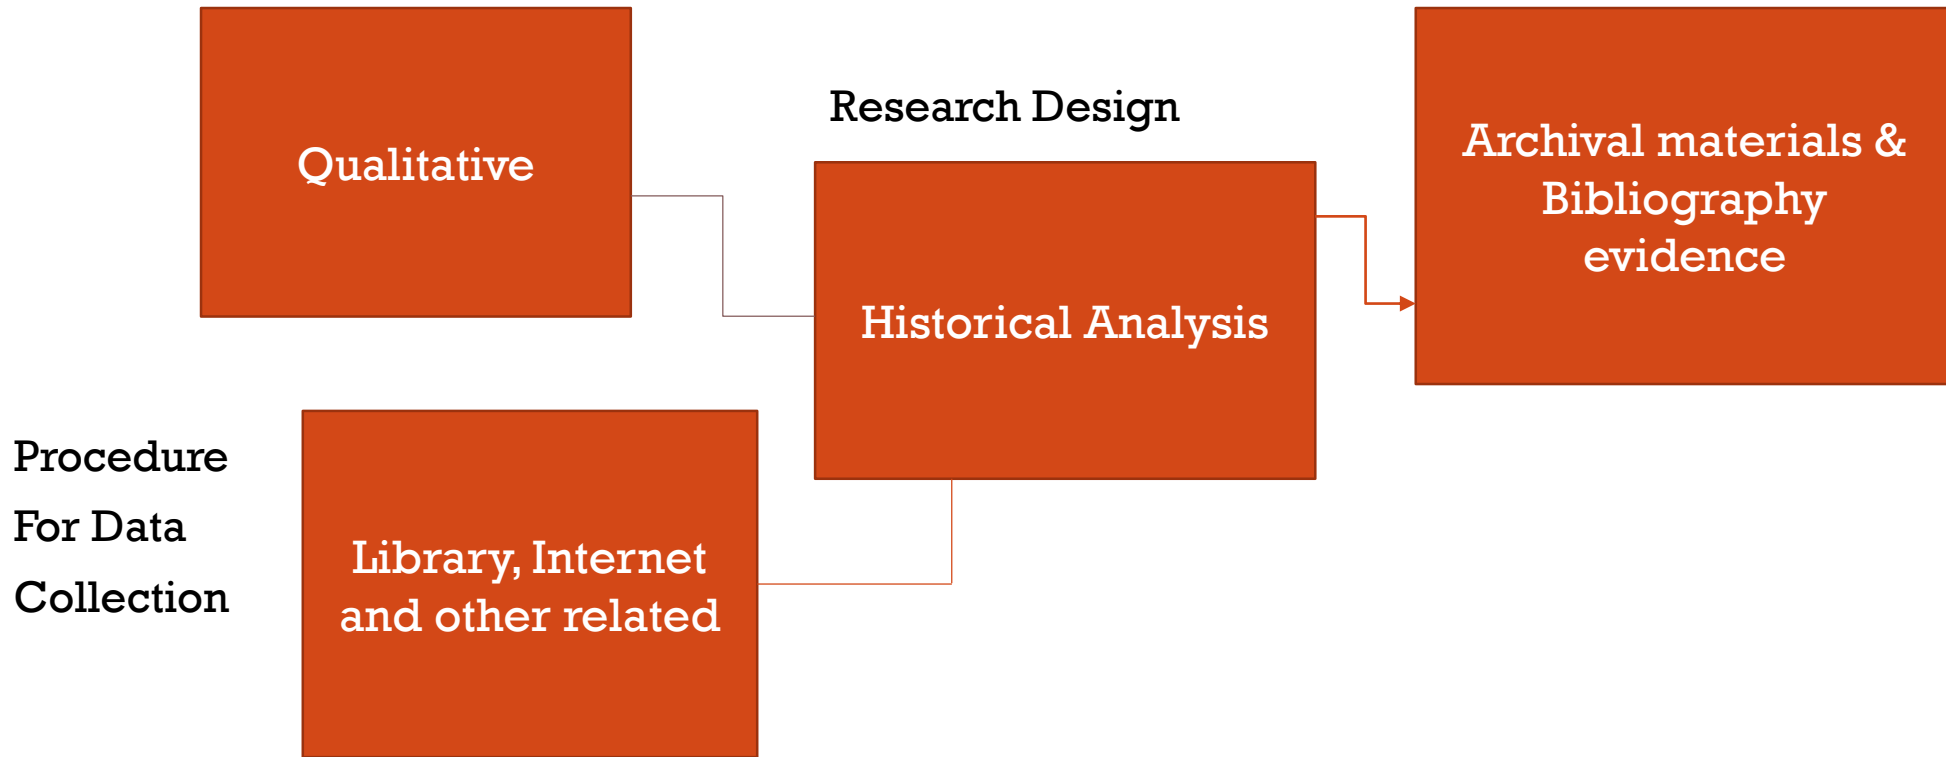 Qualitative
Research Design
Historical Analysis
Archival materials &
Bibliography
evidence
Procedure
For Data
Collection
Library, Internet
and other related